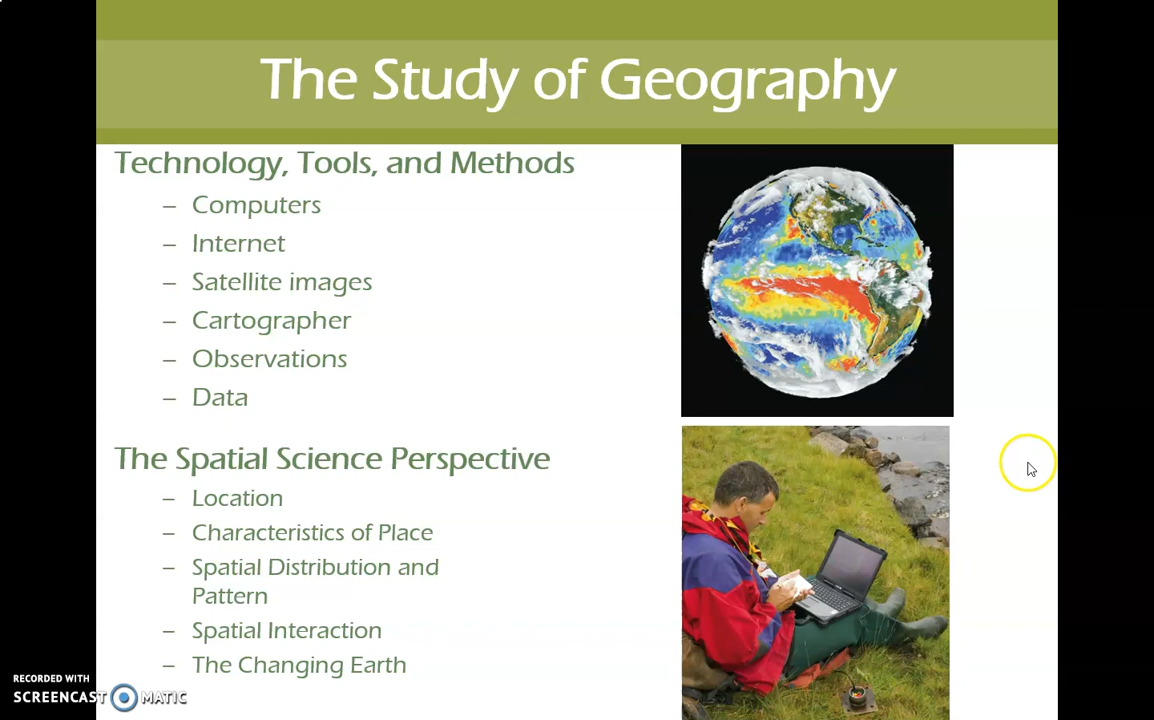 The Study of Geography
Technology, Tools, and Methods
– Computers
– Internet
– Satellite images
– Cartographer
– Observations
– Data
The Spatial Science Perspective
– Location
– Characteristics of Place
– Spatial Distribution and
Pattern
– Spatial Interaction
– The Changing Earth
RECORDED WITH
SCREENCAST MATIC